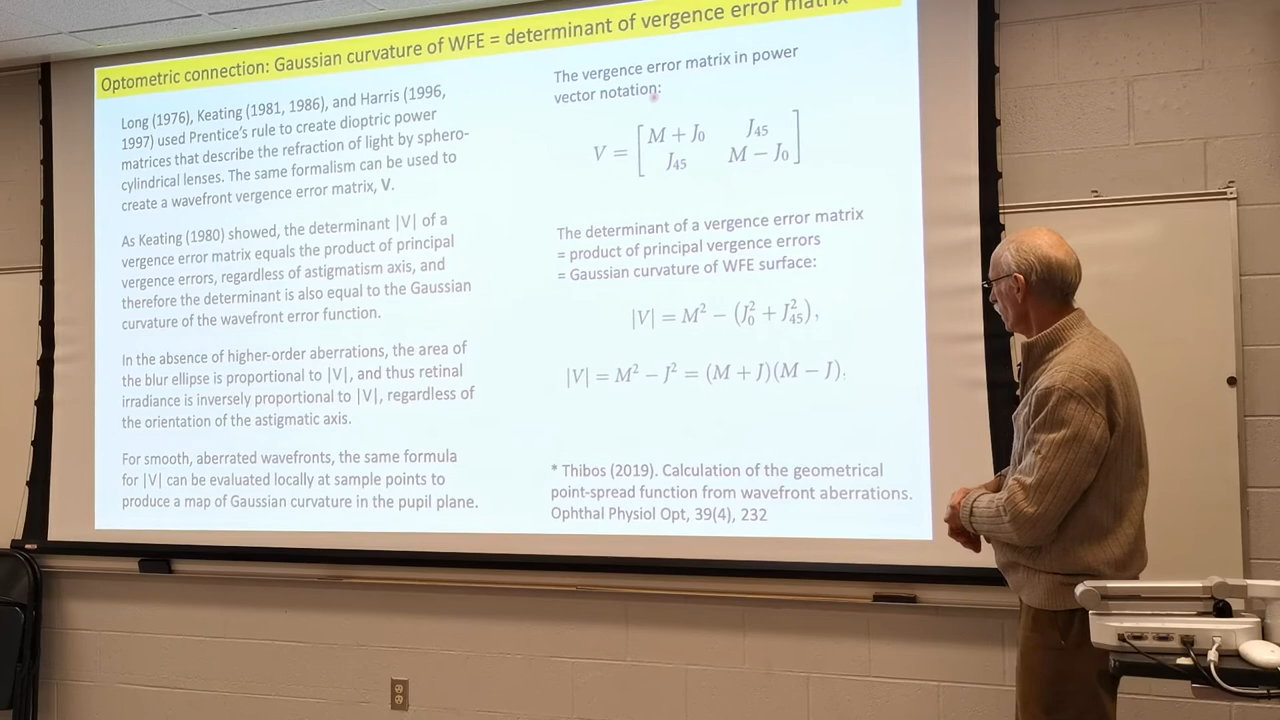 Optometric connection: Gaussian curvature of WFE = determinant of vergence error matrix
Long (1976), Keating (1981, 1986), and Harris (1996,
1997) used Prentice's rule to create dioptric power
matrices that describe the refraction of light by sphero-
cylindrical lenses. The same formalism can be used to
create a wavefront vergence error matrix, V.
As Keating (1980) showed, the determinant |V| of a
vergence error matrix equals the product of principal
vergence errors, regardless of astigmatism axis, and
therefore the determinant is also equal to the Gaussian
curvature of the wavefront error function.
In the absence of higher-order aberrations, the area of
the blur ellipse is proportional to |V|, and thus retinal
irradiance is inversely proportional to |V|, regardless of
the orientation of the astigmatic axis.
For smooth, aberrated wavefronts, the same formula
for |V| can be evaluated locally at sample points to
produce a map of Gaussian curvature in the pupil plane.
The vergence error matrix in power
vector notation:
V = [M + J₀ J₄₅
J₄₅ M − J₀]
The determinant of a vergence error matrix
= product of principal vergence errors
= Gaussian curvature of WFE surface:
|V| = M² − (J₀² + J₄₅²),
|V| = M² − J² = (M + J)(M − J).
* Thibos (2019). Calculation of the geometrical
point-spread function from wavefront aberrations.
Ophthal Physiol Opt, 39(4), 232